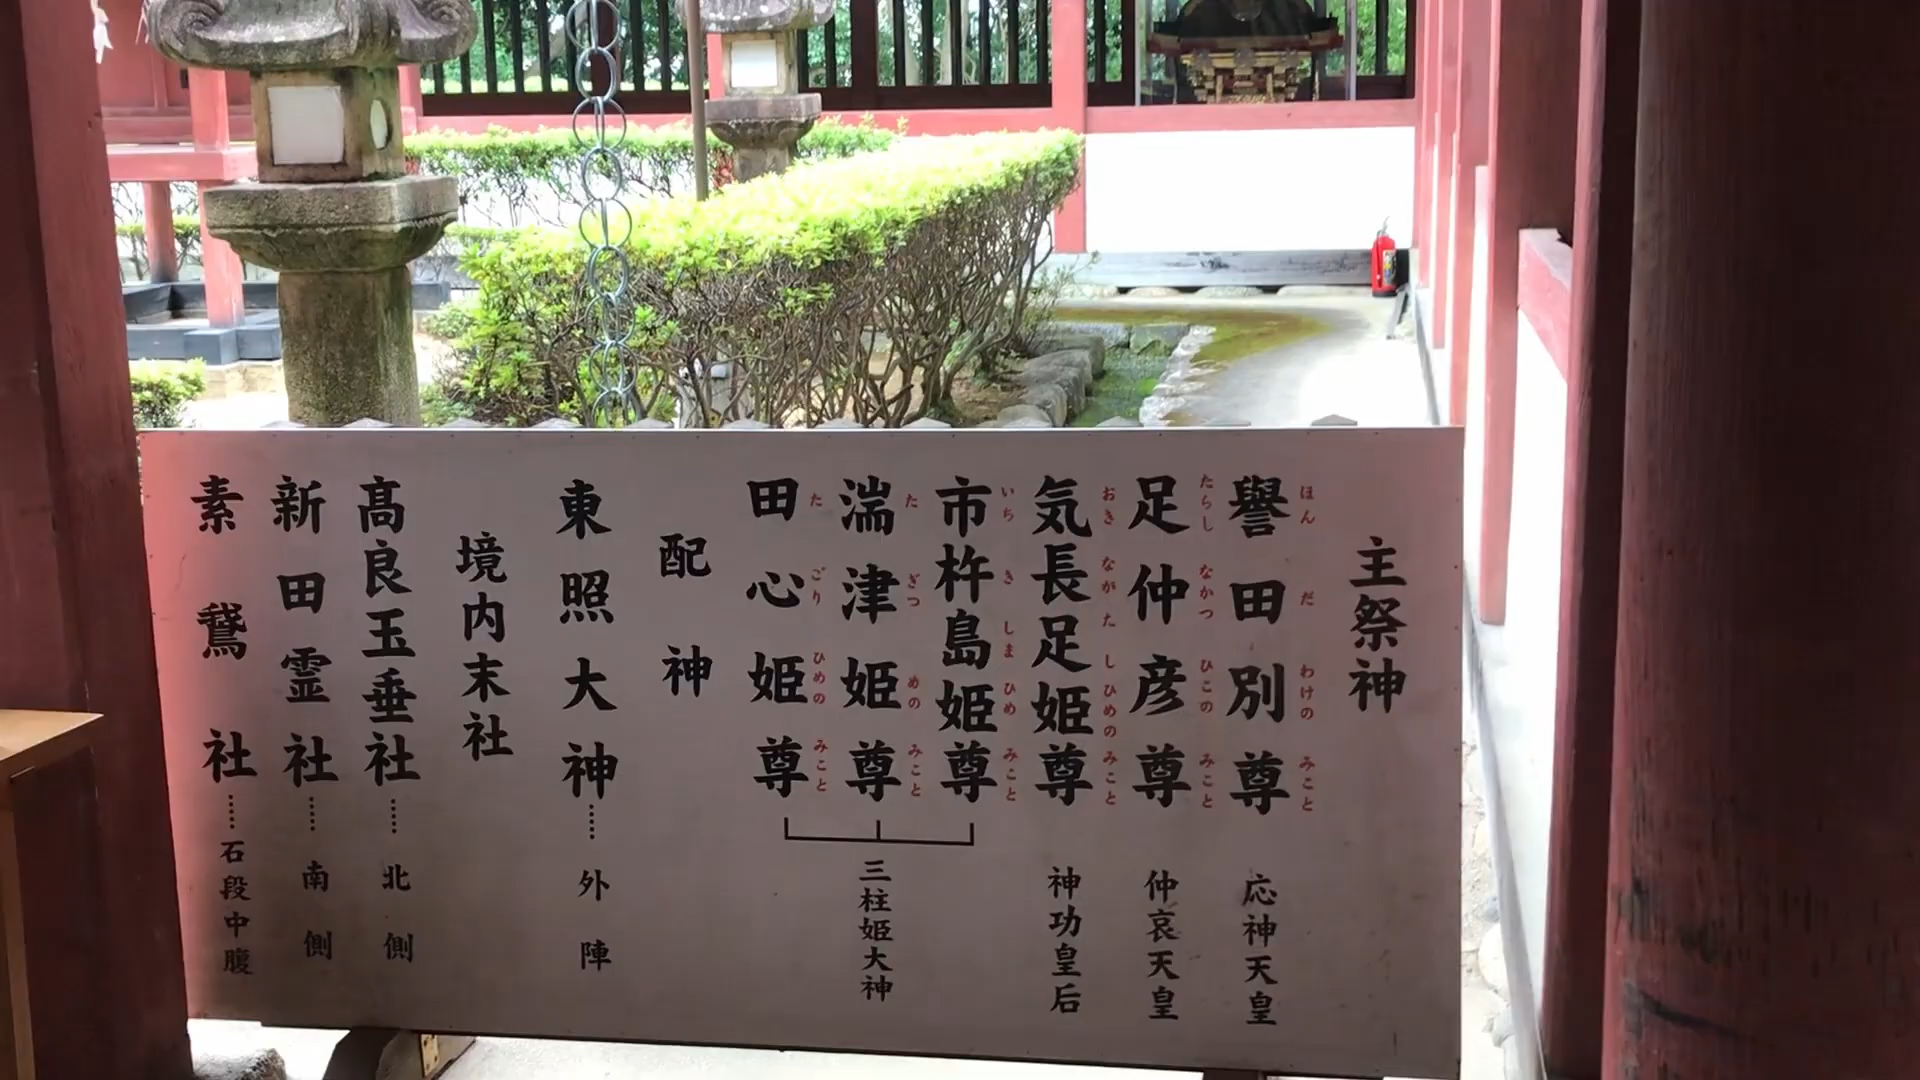 主祭神
譽田別尊
ほんだわけのみこと
応神天皇
足仲彦尊
たらしなかつひこのみこと
仲哀天皇
気長足姫尊
おきながたしひめのみこと
神功皇后
市杵島姫尊
いちきしまひめみこと
湍津姫尊
たぎつめのみこと
田心姫尊
たごりひめのみこと
三柱姫大神
配神
東照大神……外陣
境内末社
高良玉垂社……北側
新田霊社……南側
素鵞社……石段中腹